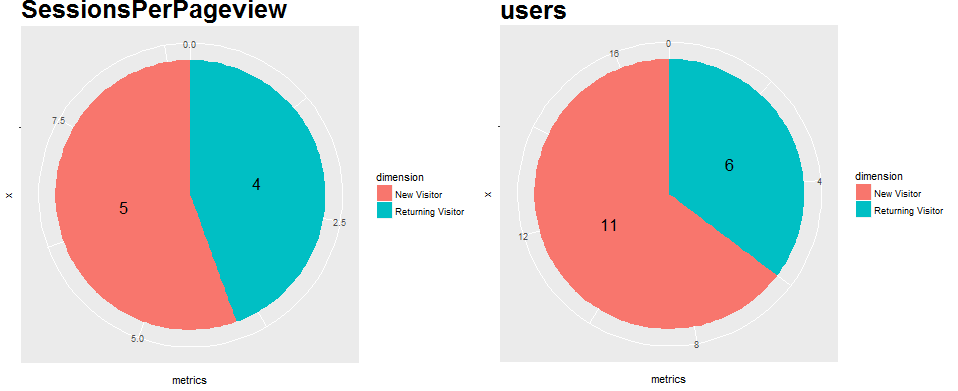 SessionsPerPageview
0.0
7.5
4
5
2.5
5.0
x
metrics
dimension
New Visitor
Returning Visitor
users
0
16
6
4
11
12
8
x
metrics
dimension
New Visitor
Returning Visitor